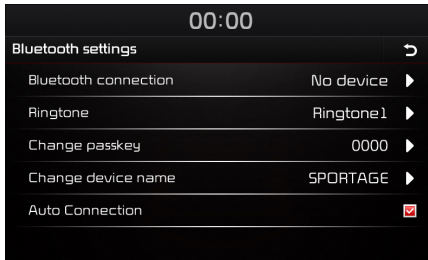 00:00
Bluetooth settings
Bluetooth connection No device
Ringtone Ringtone1
Change passkey 0000
Change device name SPORTAGE
Auto Connection